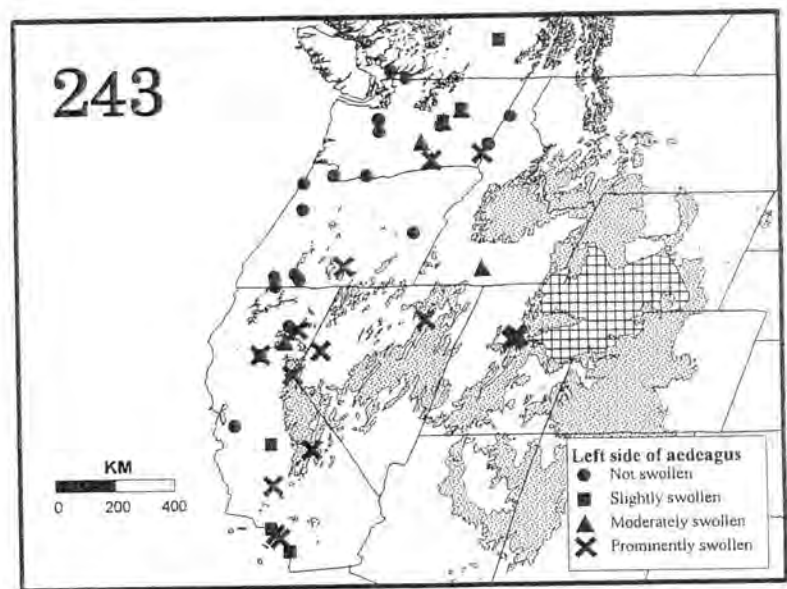 243
KM
0 200 400
Left side of aedeagus
Not swollen
Slightly swollen
Moderately swollen
Prominently swollen